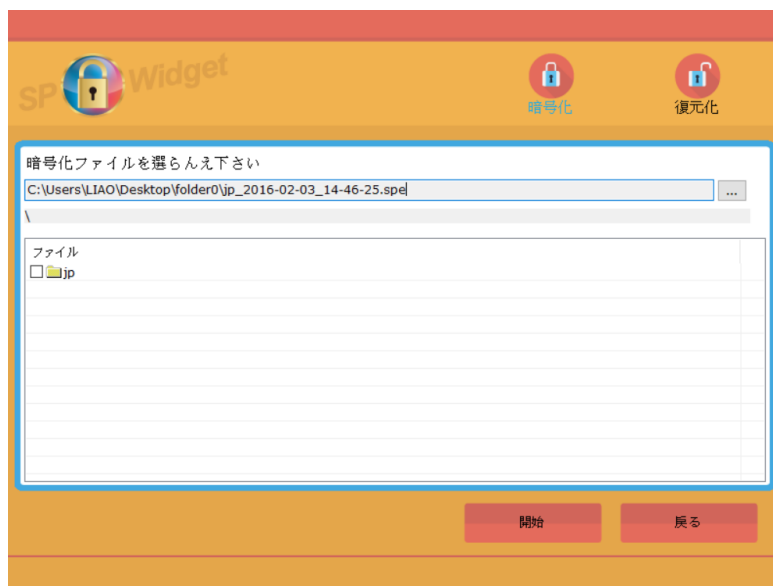 SP Widget
暗号化
復元化
暗号化ファイルを選らんえ下さい
C:\Users\LIAO\Desktop\folder0\jp_2016-02-03_14-46-25.spe
...
\
ファイル
jp
開始
戻る